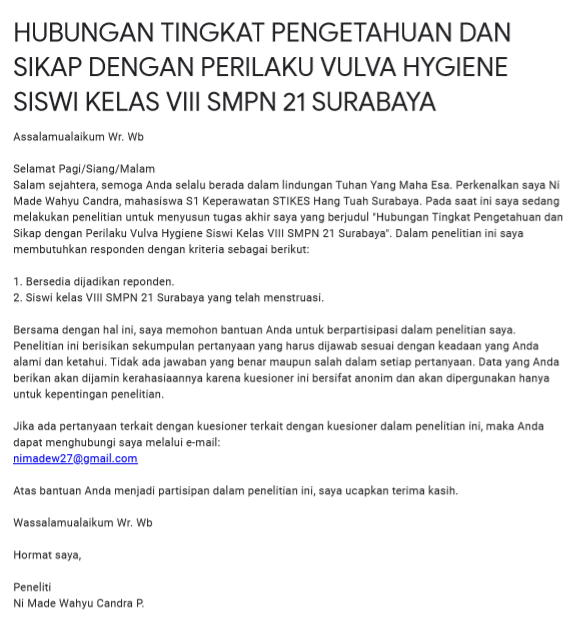 HUBUNGAN TINGKAT PENGETAHUAN DAN
SIKAP DENGAN PERILAKU VULVA HYGIENE
SISWI KELAS VIII SMPN 21 SURABAYA
Assalamualaikum Wr. Wb
Selamat Pagi/Siang/Malam
Salam sejahtera, semoga Anda selalu berada dalam lindungan Tuhan Yang Maha Esa. Perkenalkan saya Ni
Made Wahyu Candra, mahasiswa S1 Keperawatan STIKES Hang Tuah Surabaya. Pada saat ini saya sedang
melakukan penelitian untuk menyusun tugas akhir saya yang berjudul "Hubungan Tingkat Pengetahuan dan
Sikap dengan Perilaku Vulva Hygiene Siswi Kelas VIII SMPN 21 Surabaya". Dalam penelitian ini saya
membutuhkan responden dengan kriteria sebagai berikut:
1. Bersedia dijadikan reponden.
2. Siswi kelas VIII SMPN 21 Surabaya yang telah menstruasi.
Bersama dengan hal ini, saya memohon bantuan Anda untuk berpartisipasi dalam penelitian saya.
Penelitian ini berisikan sekumpulan pertanyaan yang harus dijawab sesuai dengan keadaan yang Anda
alami dan ketahui. Tidak ada jawaban yang benar maupun salah dalam setiap pertanyaan. Data yang Anda
berikan akan dijamin kerahasiaannya karena kuesioner ini bersifat anonim dan akan dipergunakan hanya
untuk kepentingan penelitian.
Jika ada pertanyaan terkait dengan kuesioner terkait dengan kuesioner dalam penelitian ini, maka Anda
dapat menghubungi saya melalui e-mail:
nimadew27@gmail.com
Atas bantuan Anda menjadi partisipan dalam penelitian ini, saya ucapkan terima kasih.
Wassalamualaikum Wr. Wb
Hormat saya,
Peneliti
Ni Made Wahyu Candra P.